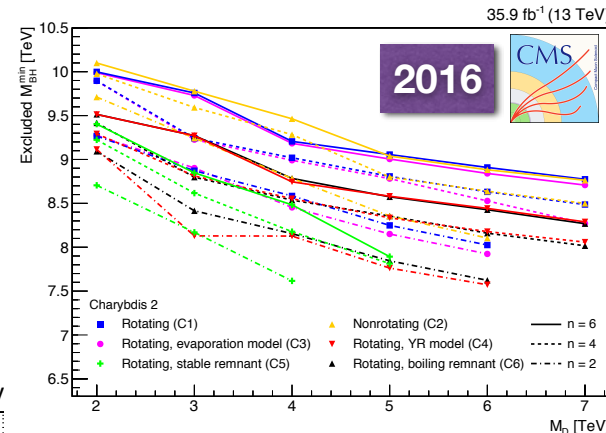 35.9 fb⁻¹ (13 TeV)
Excluded M_BH^min [TeV]
10.5
10
9.5
9
8.5
8
7.5
7
6.5
2016
CMS
Charybdis 2
Rotating (C1)
Nonrotating (C2)
n = 6
Rotating, evaporation model (C3)
Rotating, YR model (C4)
n = 4
Rotating, stable remnant (C5)
Rotating, boiling remnant (C6)
n = 2
2 3 4 5 6 7
M_D [TeV]